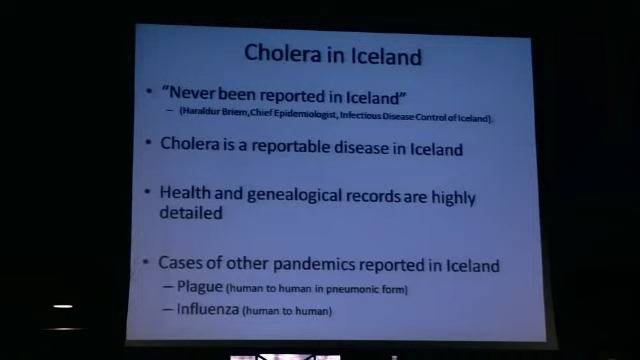 Cholera in Iceland
• "Never been reported in Iceland"
– (Haraldur Briem, Chief Epidemiologist, Infectious Disease Control of Iceland).
• Cholera is a reportable disease in Iceland
• Health and genealogical records are highly
detailed
• Cases of other pandemics reported in Iceland
– Plague (human to human in pneumonic form)
– Influenza (human to human)